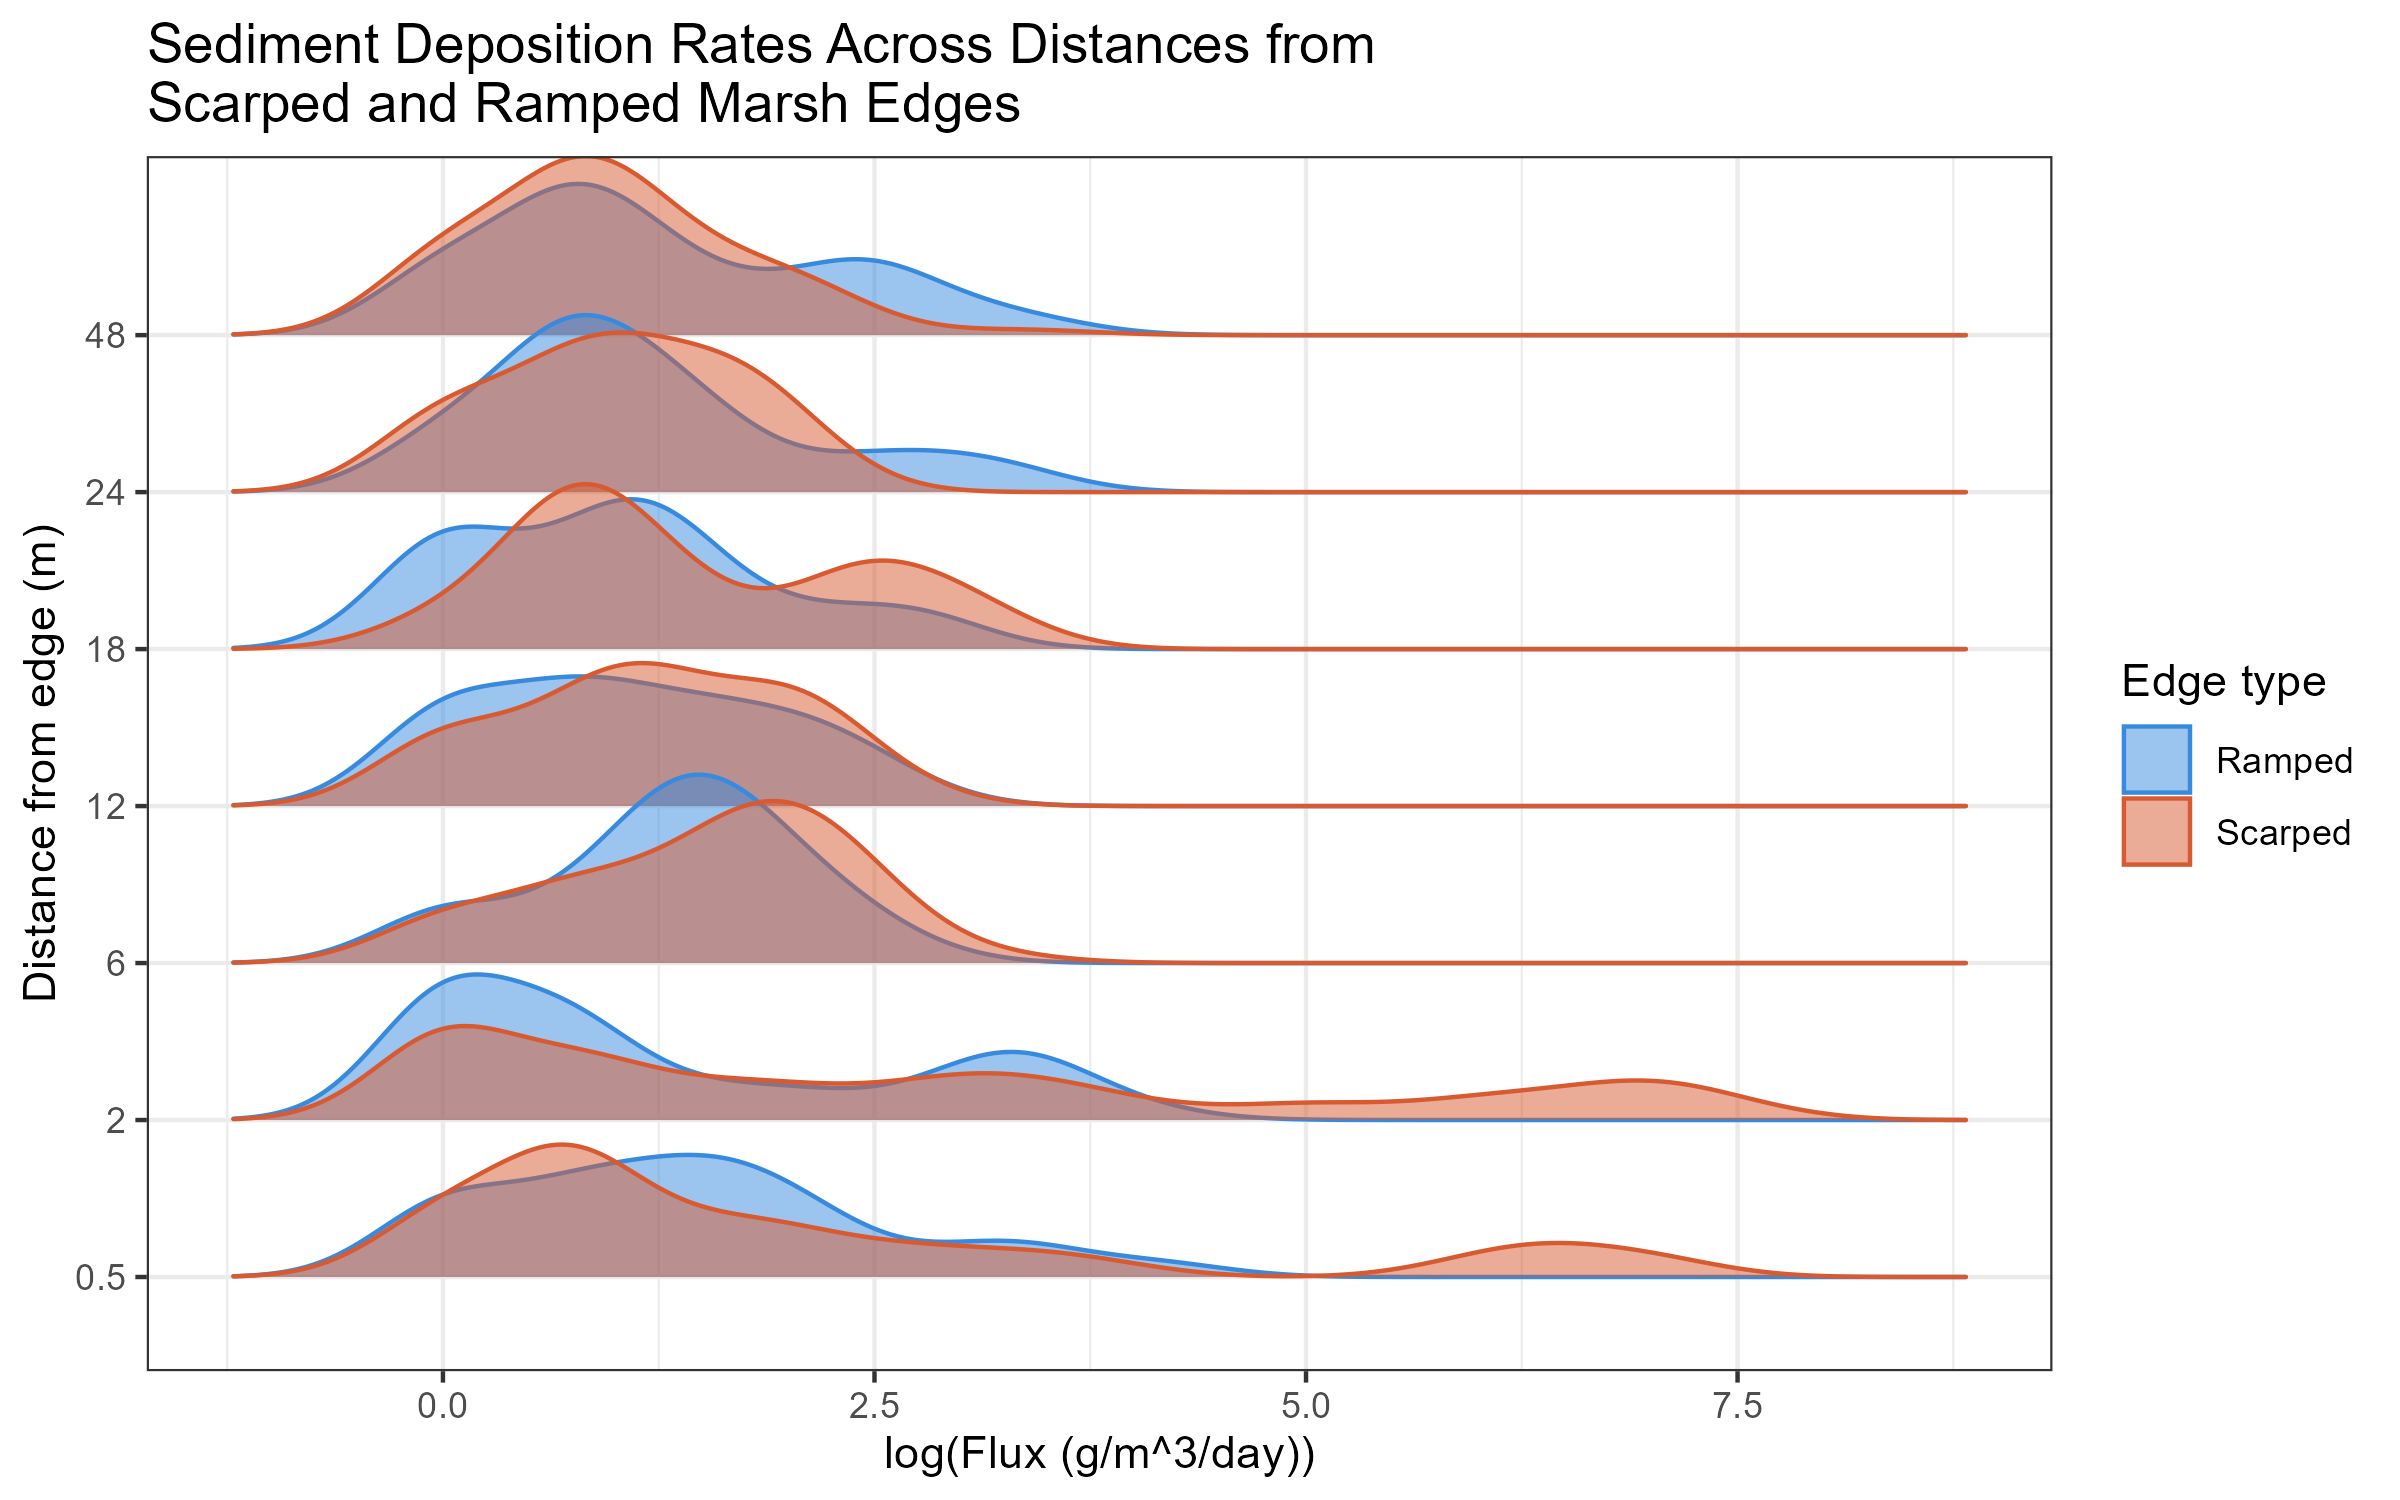 Sediment Deposition Rates Across Distances from
Scarped and Ramped Marsh Edges
Distance from edge (m)
48
24
18
12
6
2
0.5
0.0
2.5
5.0
7.5
log(Flux (g/m^3/day))
Edge type
Ramped
Scarped